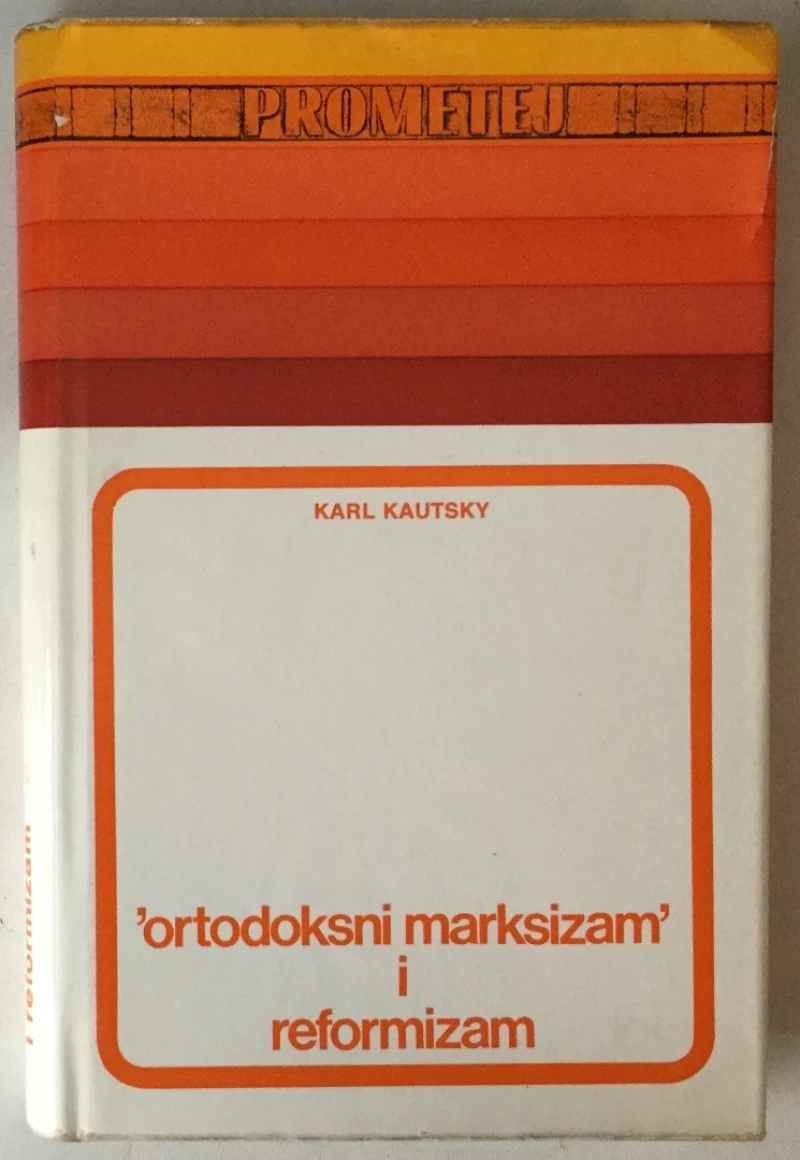 PROMETEJ
KARL KAUTSKY
’ortodoksni marksizam’
i
reformizam
i reformizam